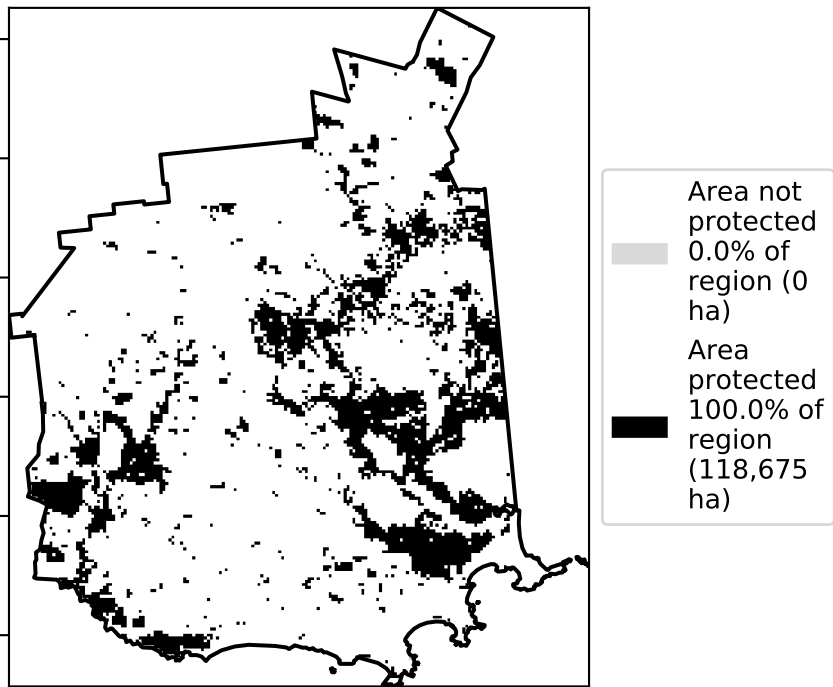 Area not
protected
0.0% of
region (0
ha)
Area
protected
100.0% of
region
(118,675
ha)